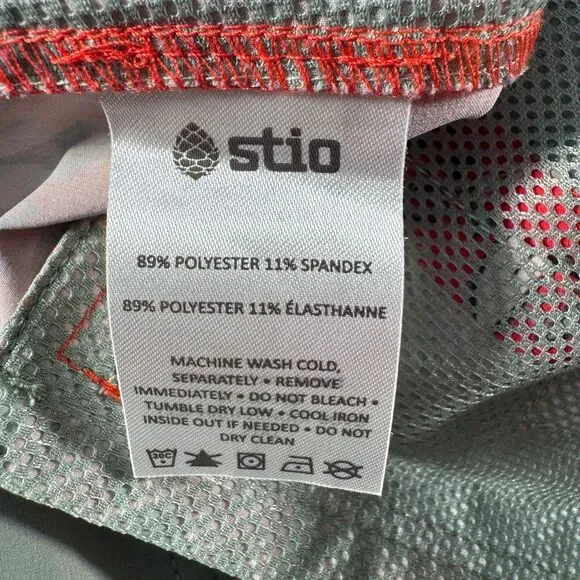 stio
89% POLYESTER 11% SPANDEX
89% POLYESTER 11% ÉLASTHANNE
MACHINE WASH COLD,
SEPARATELY • REMOVE
IMMEDIATELY • DO NOT BLEACH •
TUMBLE DRY LOW • COOL IRON
INSIDE OUT IF NEEDED • DO NOT
DRY CLEAN
30C